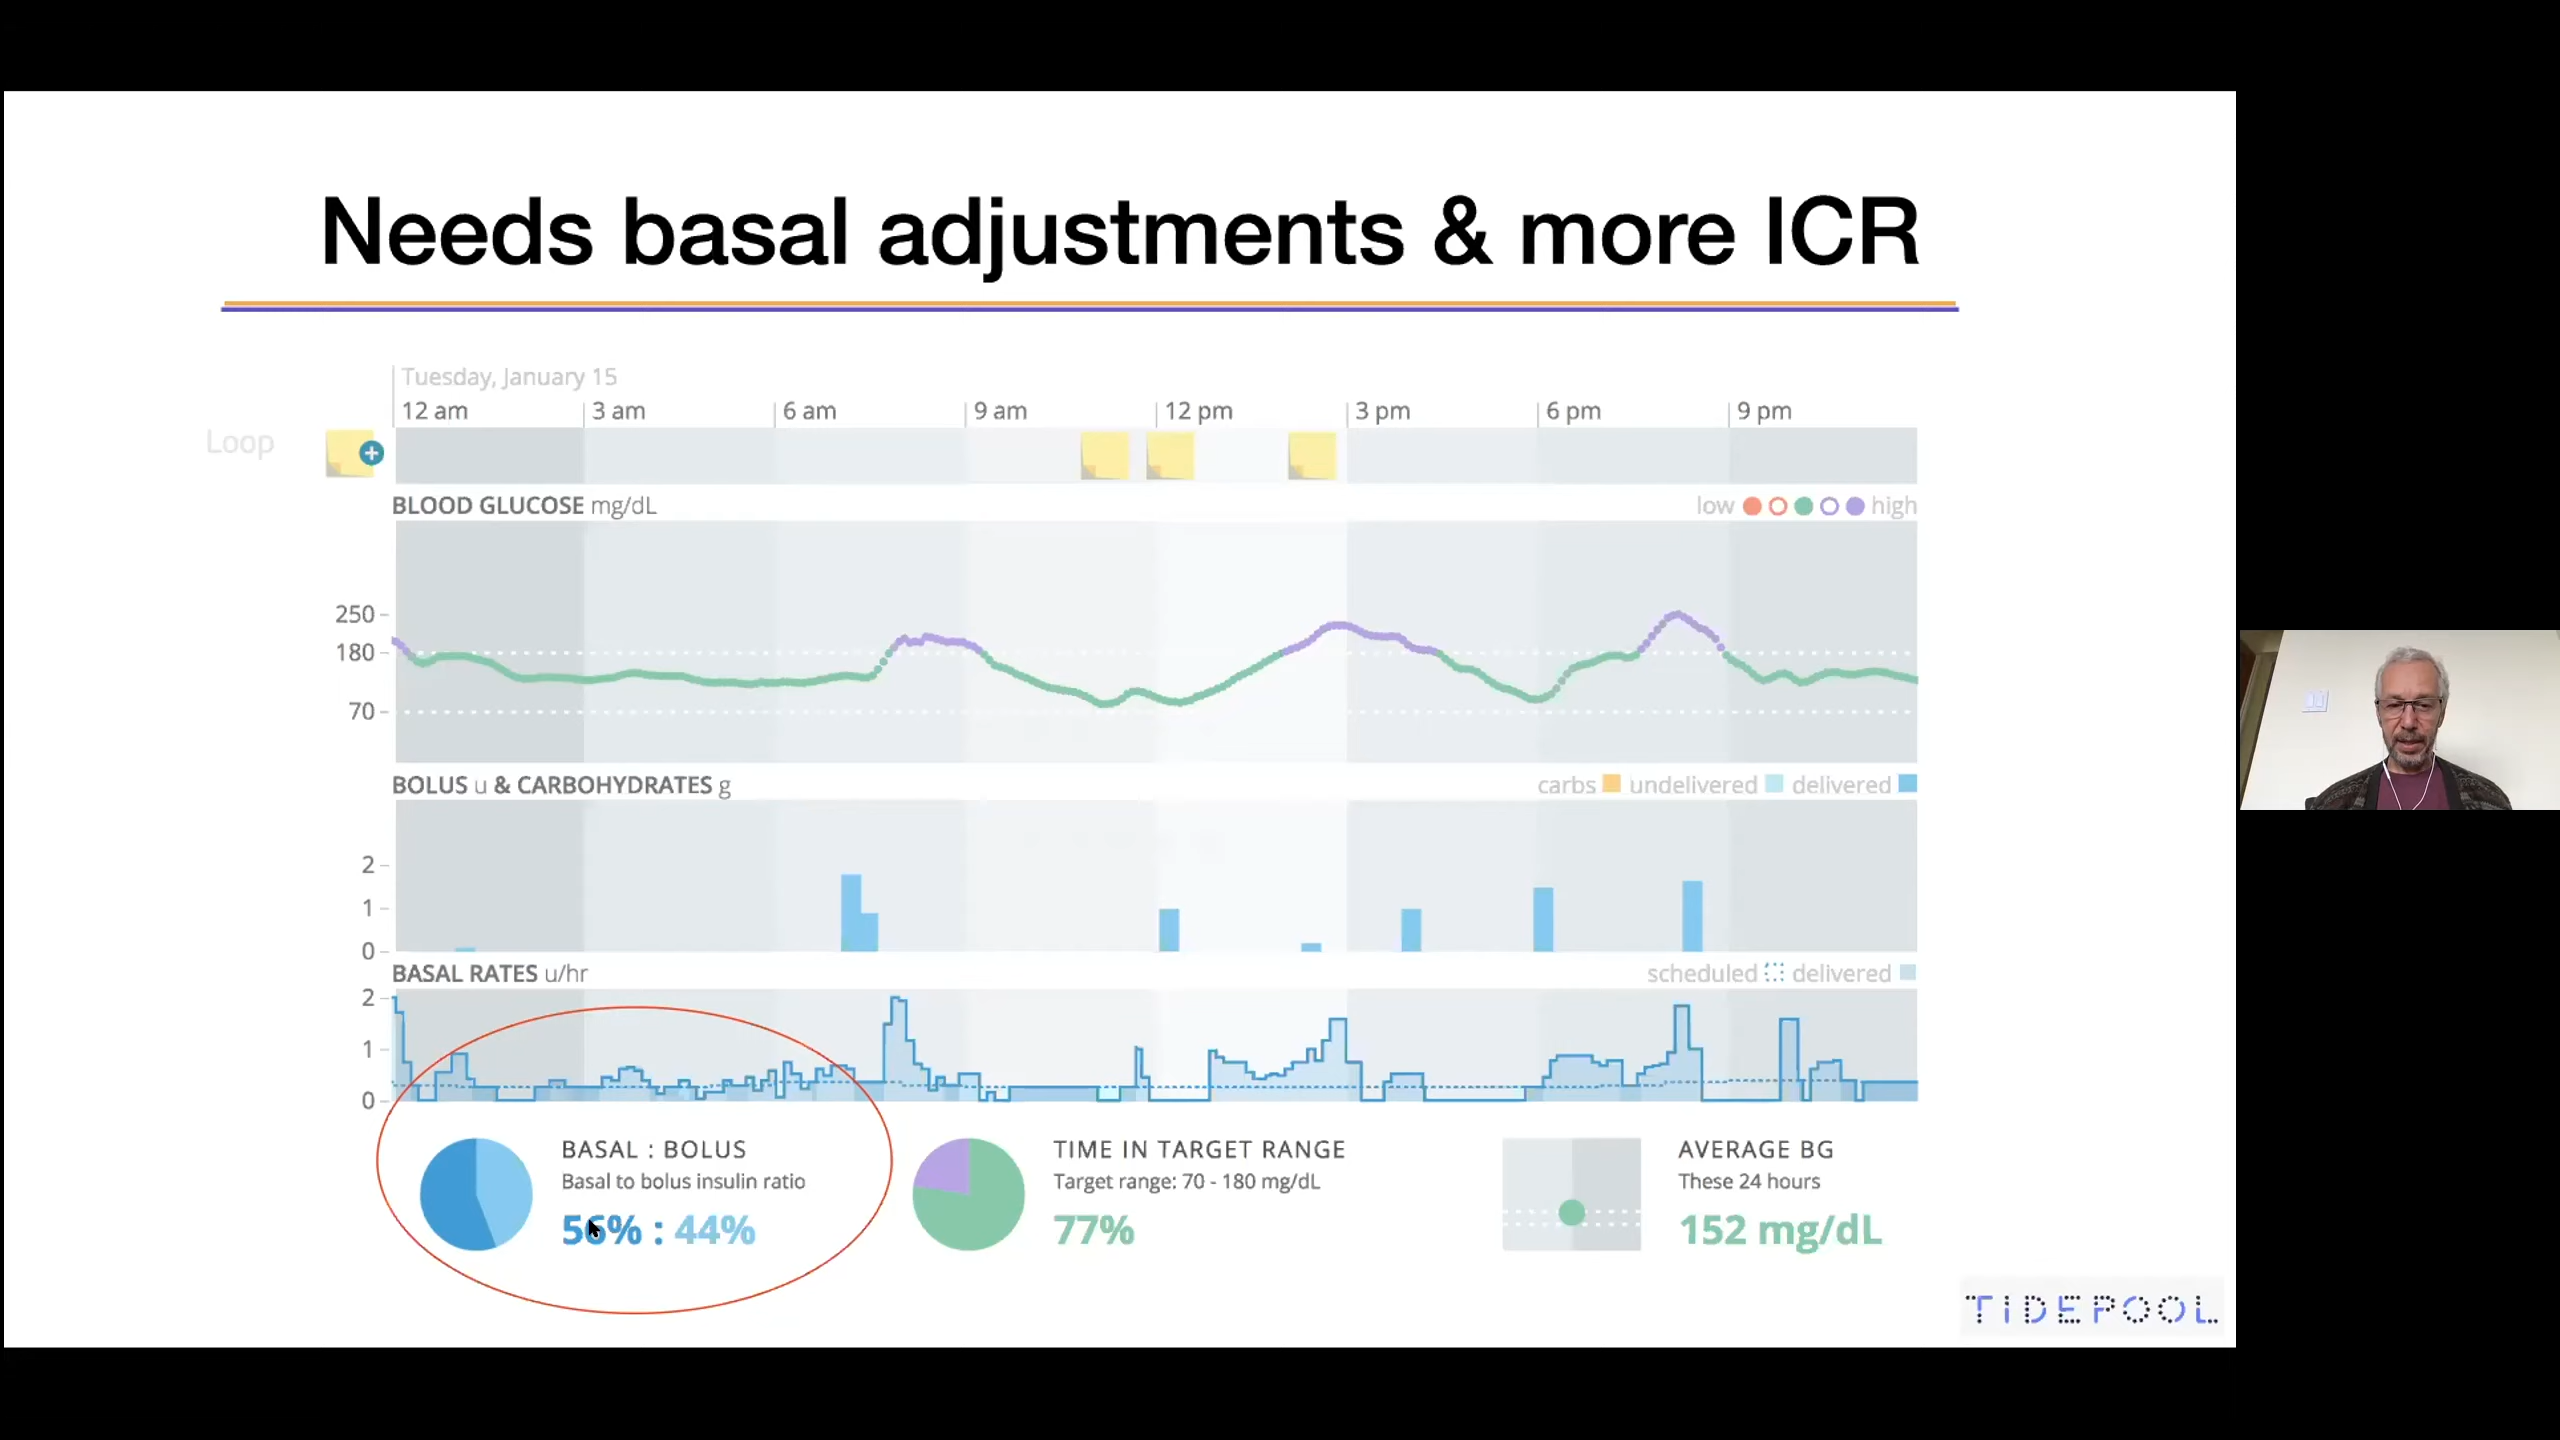 Needs basal adjustments & more ICR
Tuesday, January 15
12 am 3 am 6 am 9 am 12 pm 3 pm 6 pm 9 pm
Loop
BLOOD GLUCOSE mg/dL low high
250
180
70
BOLUS u & CARBOHYDRATES g carbs undelivered delivered
2
1
0
BASAL RATES u/hr scheduled delivered
2
1
0
BASAL : BOLUS
Basal to bolus insulin ratio
56% : 44%
TIME IN TARGET RANGE
Target range: 70 - 180 mg/dL
77%
AVERAGE BG
These 24 hours
152 mg/dL
TIDEPOOL